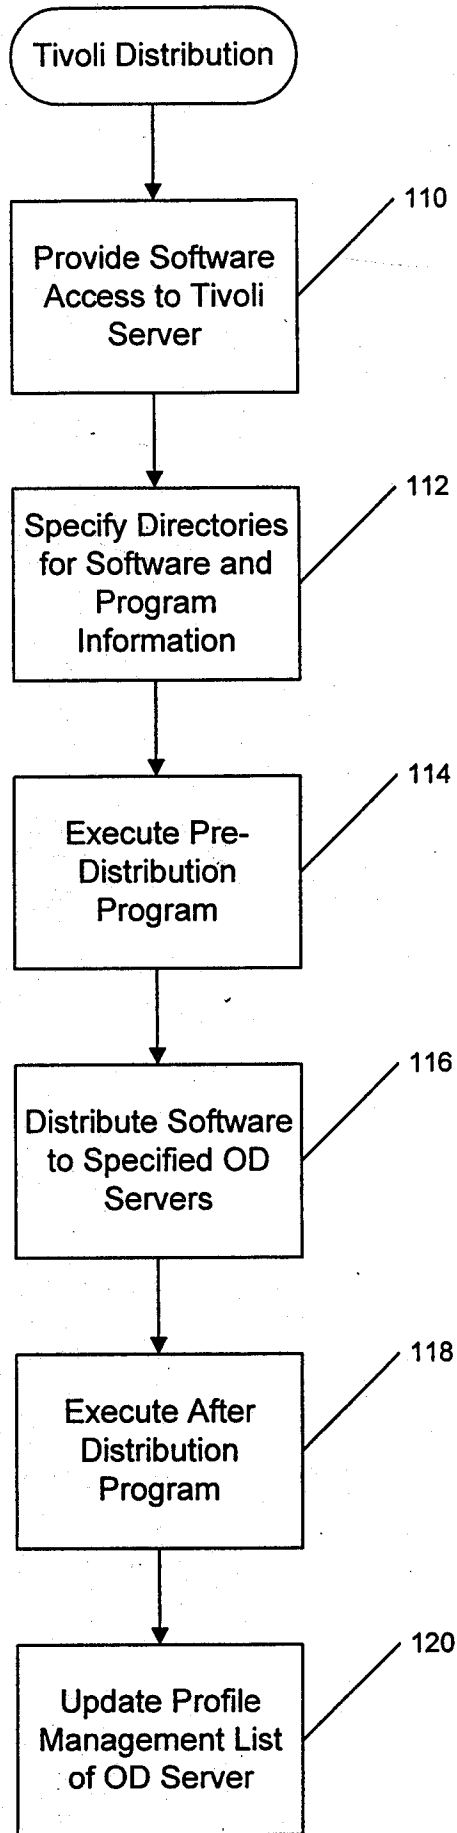 Tivoli Distribution
110
Provide Software
Access to Tivoli
Server
112
Specify Directories
for Software and
Program
Information
114
Execute Pre-
Distribution
Program
116
Distribute Software
to Specified OD
Servers
118
Execute After
Distribution
Program
120
Update Profile
Management List
of OD Server